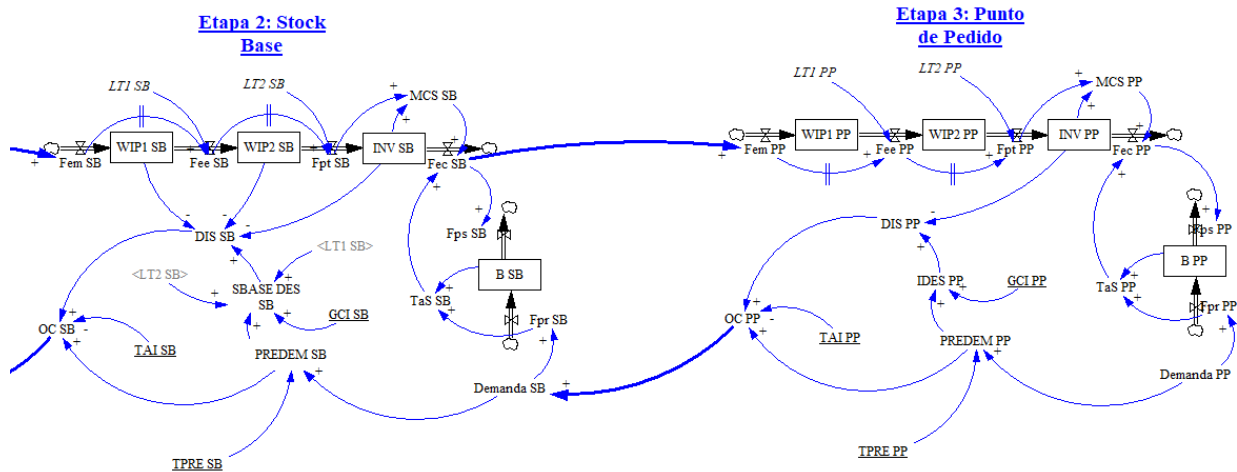 Etapa 2: Stock
Base
LT1 SB
LT2 SB
MCS SB
WIP1 SB
WIP2 SB
INV SB
Fem SB
Fee SB
Fpt SB
Fec SB
DIS SB
Fps SB
<LT1 SB>
<LT2 SB>
SBASE DES
SB
B SB
TaS SB
GCI SB
Fpr SB
OC SB
TAI SB
PREDEM SB
Demanda SB
TPRE SB
Etapa 3: Punto
de Pedido
LT1 PP
LT2 PP
MCS PP
WIP1 PP
WIP2 PP
INV PP
Fem PP
Fee PP
Fpt PP
Fec PP
DIS PP
ps PP
B PP
IDES PP
GCI PP
TaS PP
Fpr PP
OC PP
TAI PP
PREDEM PP
Demanda PP
TPRE PP